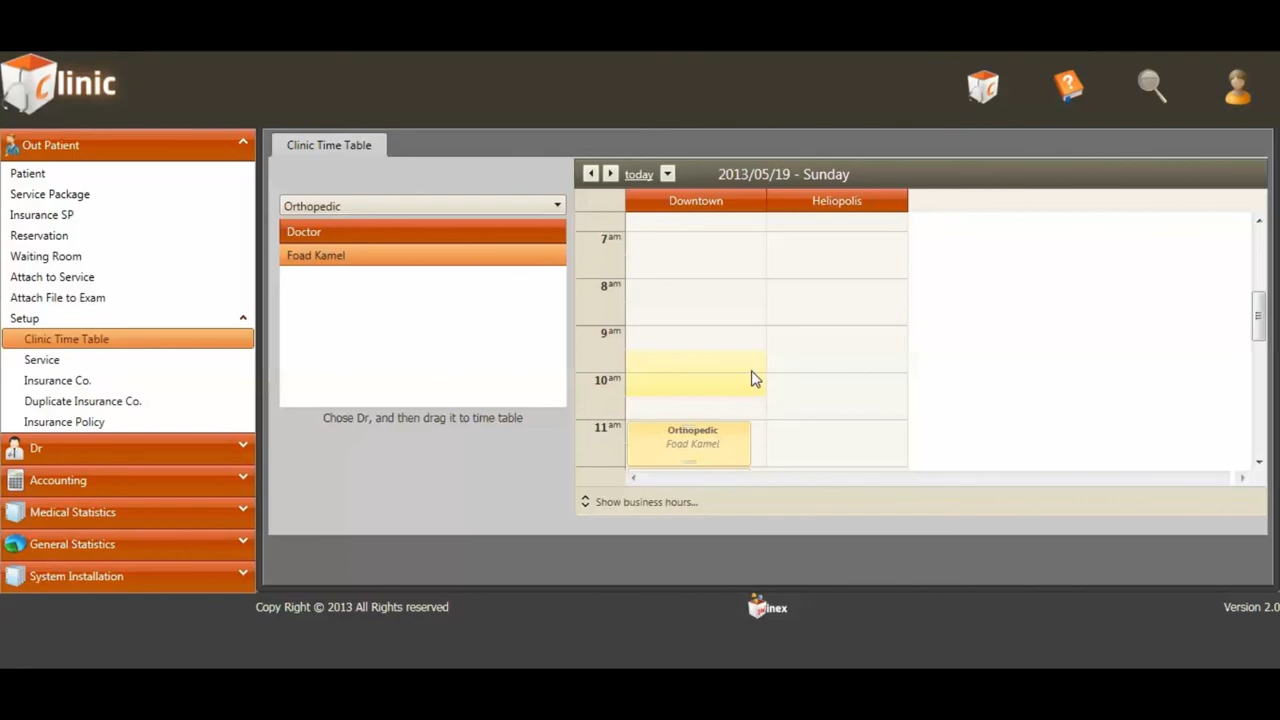 Clinic
Out Patient
Patient
Service Package
Insurance SP
Reservation
Waiting Room
Attach to Service
Attach File to Exam
Setup
Clinic Time Table
Service
Insurance Co.
Duplicate Insurance Co.
Insurance Policy
Dr
Accounting
Medical Statistics
General Statistics
System Installation
Clinic Time Table
Orthopedic
Doctor
Foad Kamel
Chose Dr, and then drag it to time table
today
2013/05/19 - Sunday
Downtown
Heliopolis
7am
8am
9am
10am
11am
Orthopedic
Foad Kamel
Show business hours...
Copy Right © 2013 All Rights reserved
inex
Version 2.0